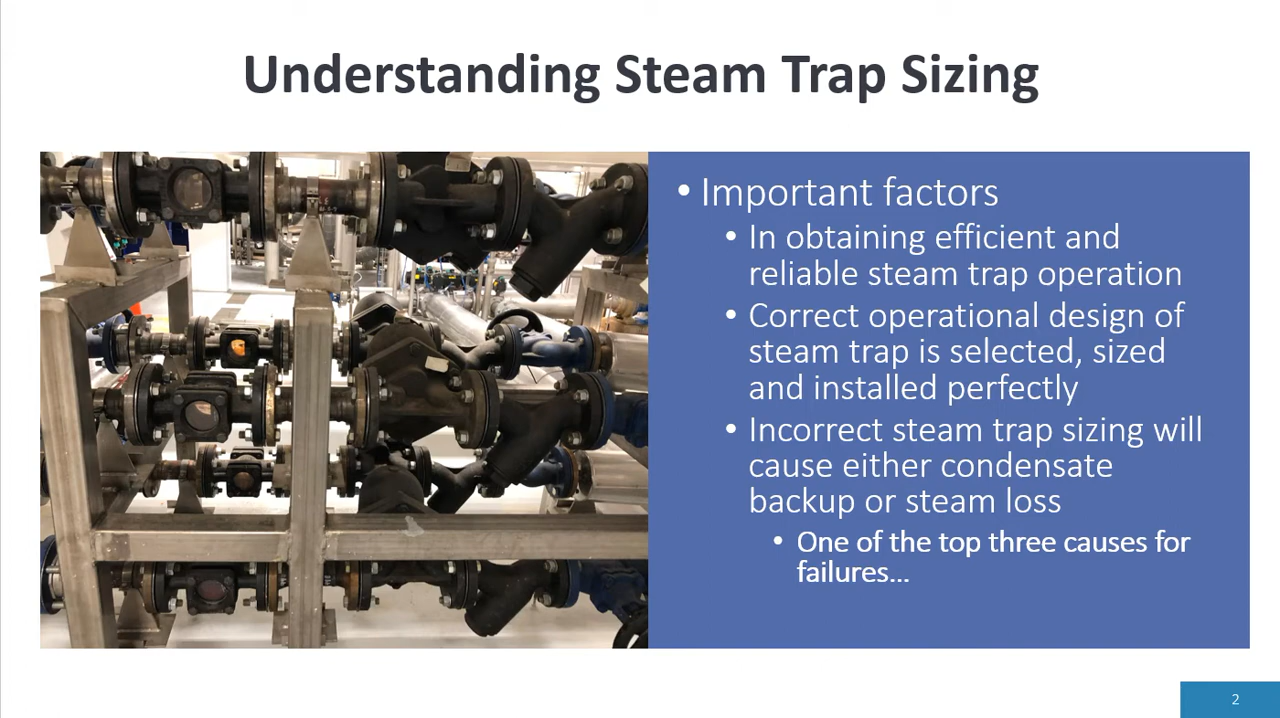 Understanding Steam Trap Sizing
• Important factors
• In obtaining efficient and
reliable steam trap operation
• Correct operational design of
steam trap is selected, sized
and installed perfectly
• Incorrect steam trap sizing will
cause either condensate
backup or steam loss
• One of the top three causes for
failures...
2